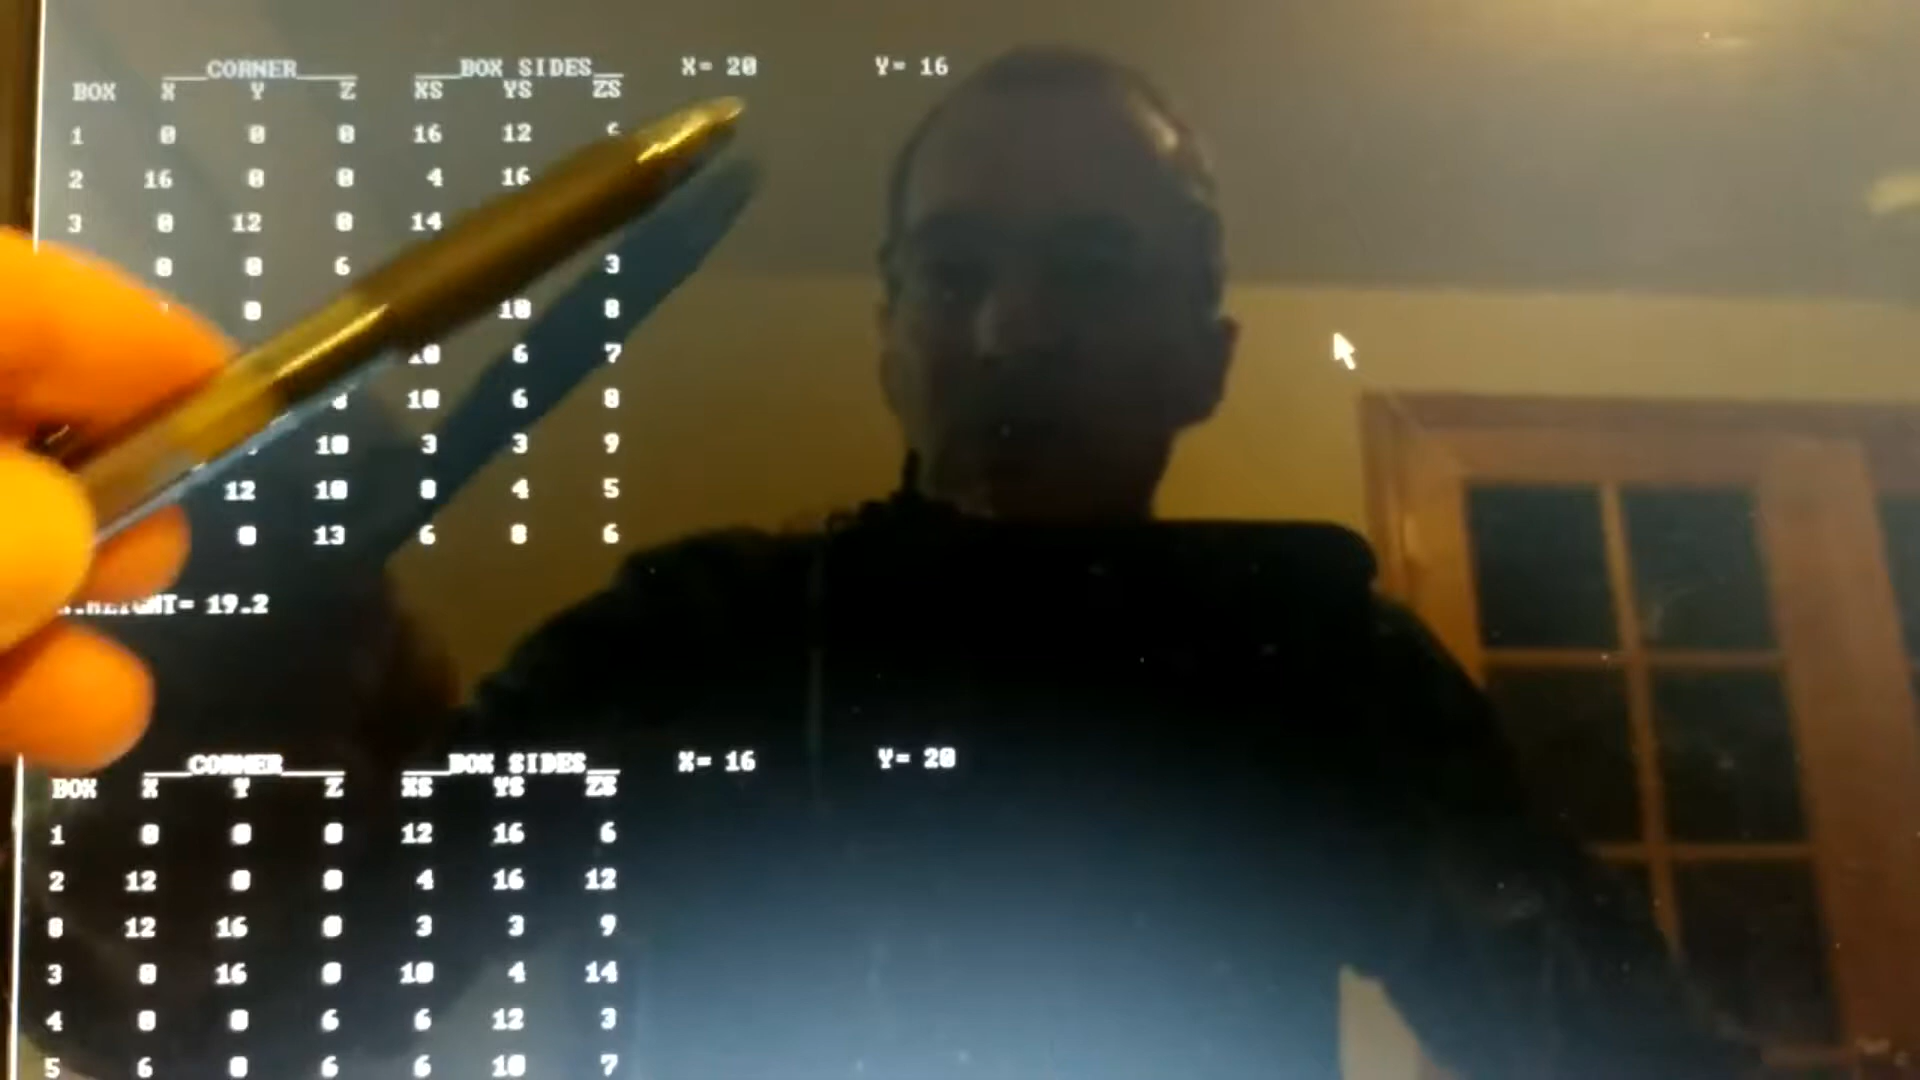 CORNER BOX SIDES X= 20 Y= 16
BOX X Y Z XS YS ZS
1 0 0 0 16 12
2 16 0 0 4 16
3 0 12 0 14
0 0 6 3
0 10 8
10 6 7
10 6 8
10 3 3 9
12 10 8 4 5
0 13 6 8 6
HEIGHT= 19.2
CORNER BOX SIDES X= 16 Y= 20
BOX X Y Z XS YS ZS
1 0 0 0 12 16 6
2 12 0 0 4 16 12
8 12 16 0 3 3 9
3 0 16 0 10 4 14
4 0 0 6 6 12 3
5 6 0 6 6 10 7